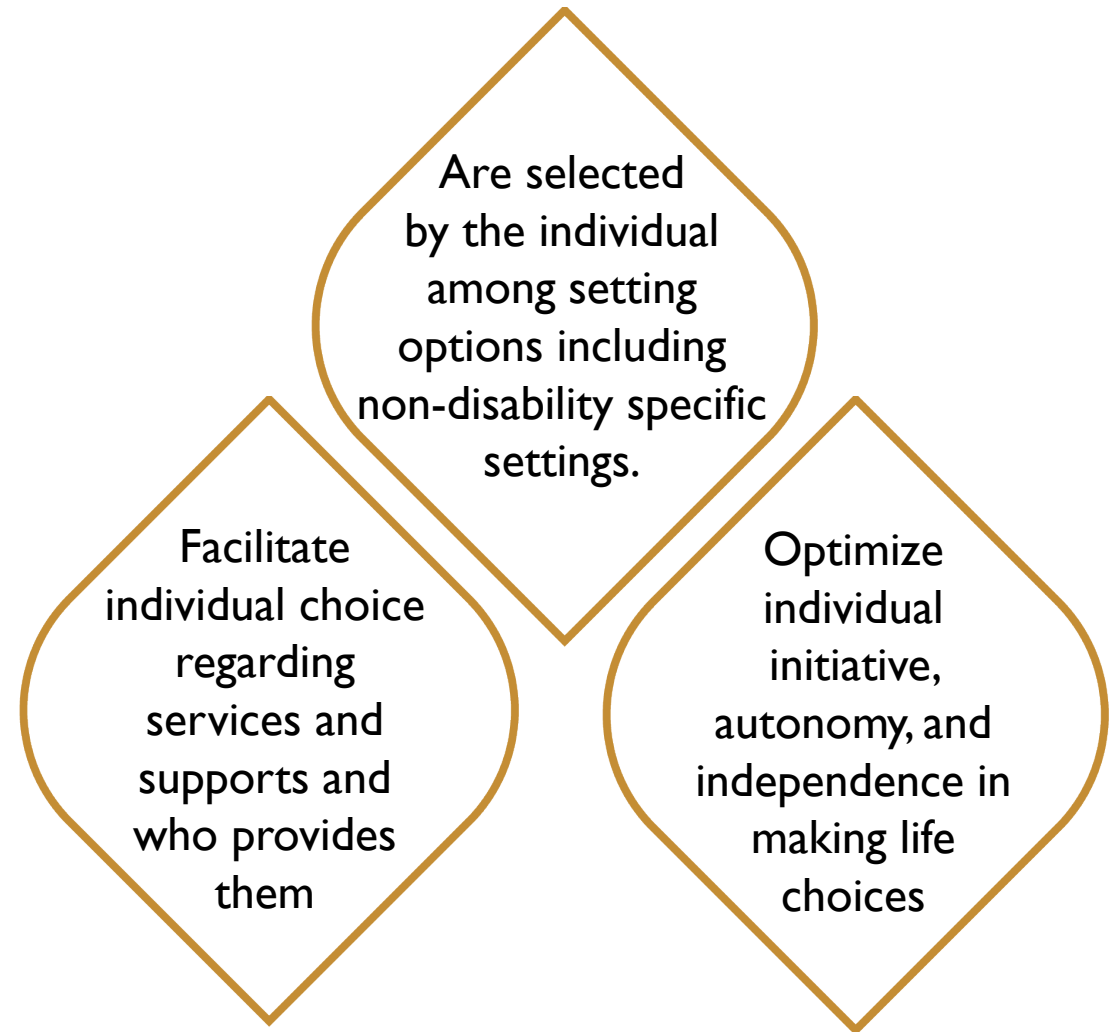 Are selected
by the individual
among setting
options including
non-disability specific
settings.
Facilitate
individual choice
regarding
services and
supports and
who provides
them
Optimize
individual
initiative,
autonomy, and
independence in
making life
choices